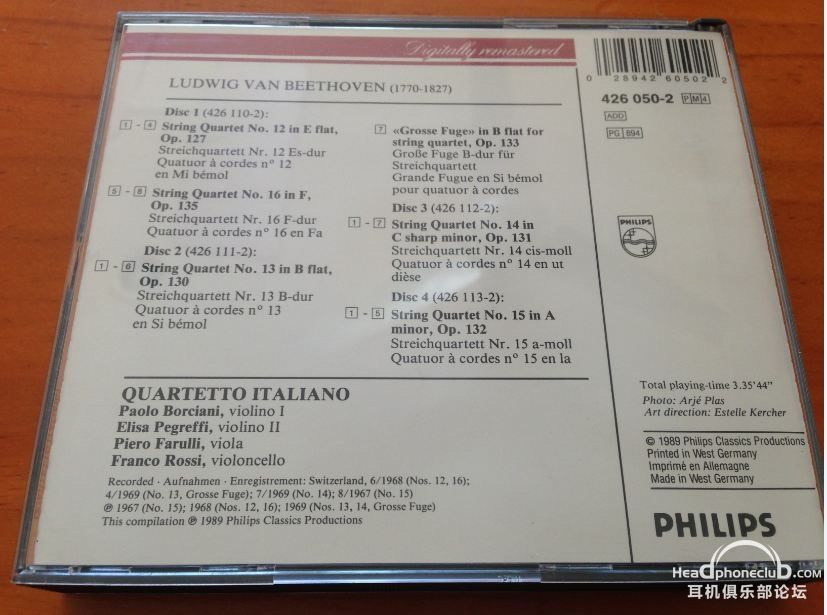 Digitally remastered
LUDWIG VAN BEETHOVEN (1770-1827)
Disc 1 (426 110-2):
1 - 4 String Quartet No. 12 in E flat,
Op. 127
Streichquartett Nr. 12 Es-dur
Quatuor à cordes n° 12
en Mi bémol
5 - 8 String Quartet No. 16 in F,
Op. 135
Streichquartett Nr. 16 F-dur
Quatuor à cordes n° 16 en Fa
Disc 2 (426 111-2):
1 - 6 String Quartet No. 13 in B flat,
Op. 130
Streichquartett Nr. 13 B-dur
Quatuor à cordes n° 13
en Si bémol
7 «Grosse Fuge» in B flat for
string quartet, Op. 133
Große Fuge B-dur für
Streichquartett
Grande Fugue en Si bémol
pour quatuor à cordes
Disc 3 (426 112-2):
1 - 7 String Quartet No. 14 in
C sharp minor, Op. 131
Streichquartett Nr. 14 cis-moll
Quatuor à cordes n° 14 en ut
dièse
Disc 4 (426 113-2):
1 - 5 String Quartet No. 15 in A
minor, Op. 132
Streichquartett Nr. 15 a-moll
Quatuor à cordes n° 15 en la
QUARTETTO ITALIANO
Paolo Borciani, violino I
Elisa Pegreffi, violino II
Piero Farulli, viola
Franco Rossi, violoncello
Recorded · Aufnahmen · Enregistrement: Switzerland, 6/1968 (Nos. 12, 16);
4/1969 (No. 13, Grosse Fuge); 7/1969 (No. 14); 8/1967 (No. 15)
℗ 1967 (No. 15); 1968 (Nos. 12, 16); 1969 (Nos. 13, 14, Grosse Fuge)
This compilation ℗ 1989 Philips Classics Productions
0 28942 60502 2
426 050-2 PM4
ADD
PG 894
PHILIPS
Total playing-time 3.35'44"
Photo: Arjé Plas
Art direction: Estelle Kercher
© 1989 Philips Classics Productions
Printed in West Germany
Imprimé en Allemagne
Made in West Germany
PHILIPS
Headphoneclub.com
耳机俱乐部论坛